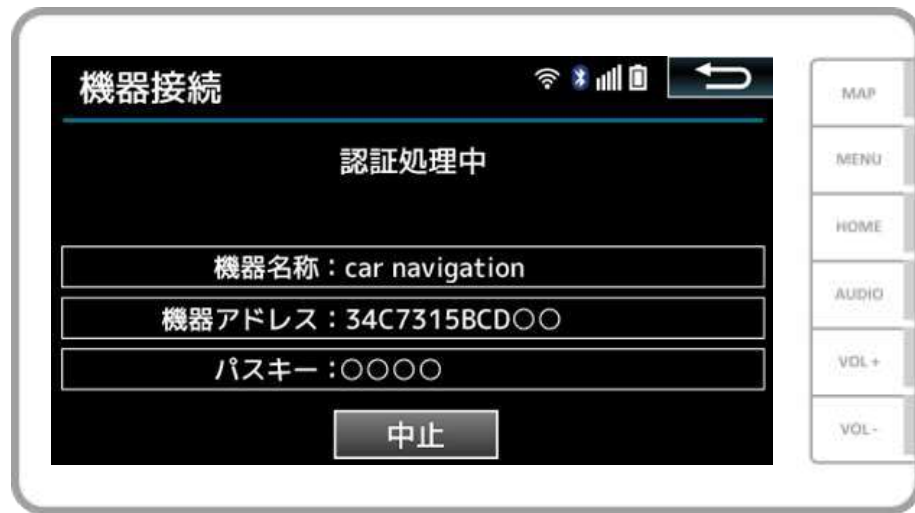 機器接続
認証処理中
機器名称：car navigation
機器アドレス：34C7315BCD○○
パスキー：○○○○
中止
MAP
MENU
HOME
AUDIO
VOL +
VOL -